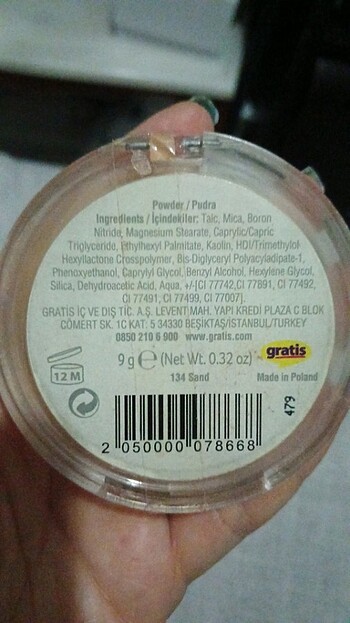 Powder / Pudra
Ingredients / İçindekiler: Talc, Mica, Boron
Nitride, Magnesium Stearate, Caprylic/Capric
Triglyceride, Ethylhexyl Palmitate, Kaolin, HDI/Trimethylol
Hexyllactone Crosspolymer, Bis-Diglyceryl Polyacyladipate-1,
Phenoxyethanol, Caprylyl Glycol, Benzyl Alcohol, Hexylene Glycol,
Silica, Dehydroacetic Acid, Aqua, +/-[CI 77742, CI 77891, CI 77492,
CI 77491, CI 77499, CI 77007].
GRATİS İÇ VE DIŞ TİC. A.Ş. LEVENT MAH. YAPI KREDİ PLAZA C BLOK
CÖMERT SK. 1C KAT: 5 34330 BEŞİKTAŞ/İSTANBUL/TURKEY
0850 210 6 900 www.gratis.com
9 g e (Net Wt. 0.32 oz)
gratis
12 M
134 Sand
Made in Poland
479
2 050000 078668